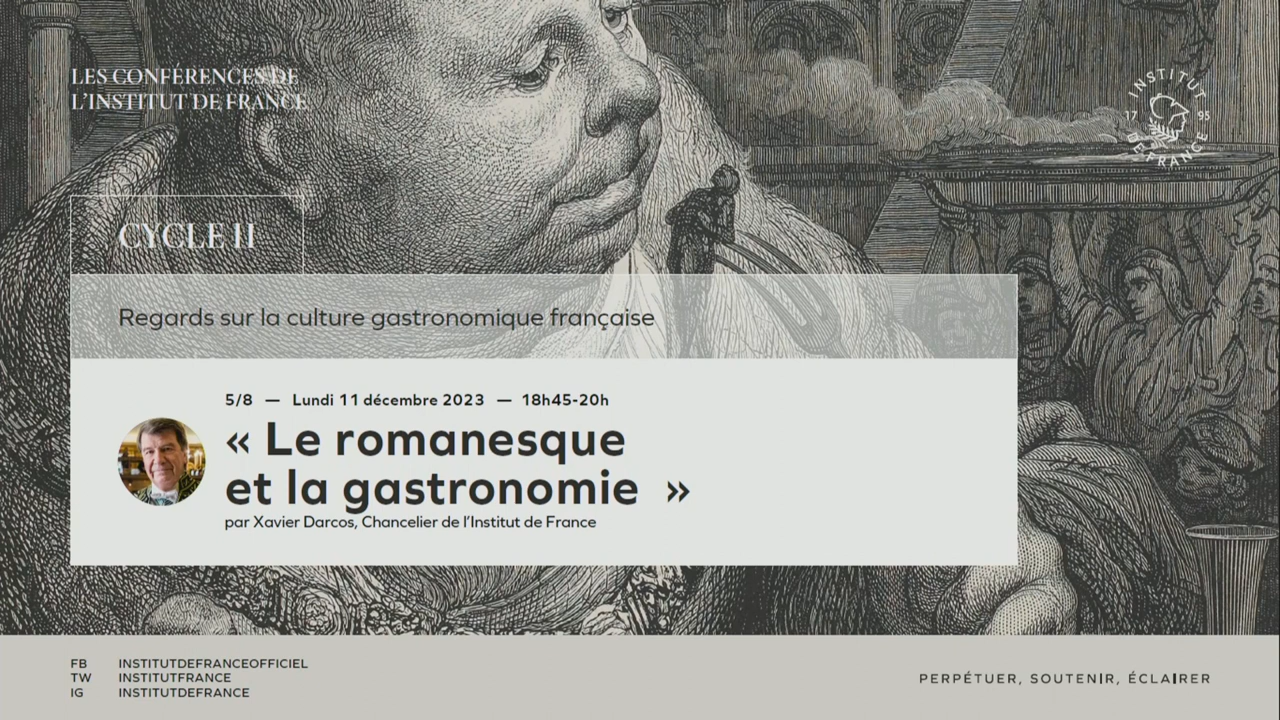 LES CONFÉRENCES DE
L'INSTITUT DE FRANCE
INSTITUT
17 95
DE FRANCE
CYCLE II
Regards sur la culture gastronomique française
5/8 — Lundi 11 décembre 2023 — 18h45-20h
« Le romanesque
et la gastronomie »
par Xavier Darcos, Chancelier de l'Institut de France
FB INSTITUTDEFRANCEOFFICIEL
TW INSTITUTFRANCE
IG INSTITUTDEFRANCE
PERPÉTUER, SOUTENIR, ÉCLAIRER